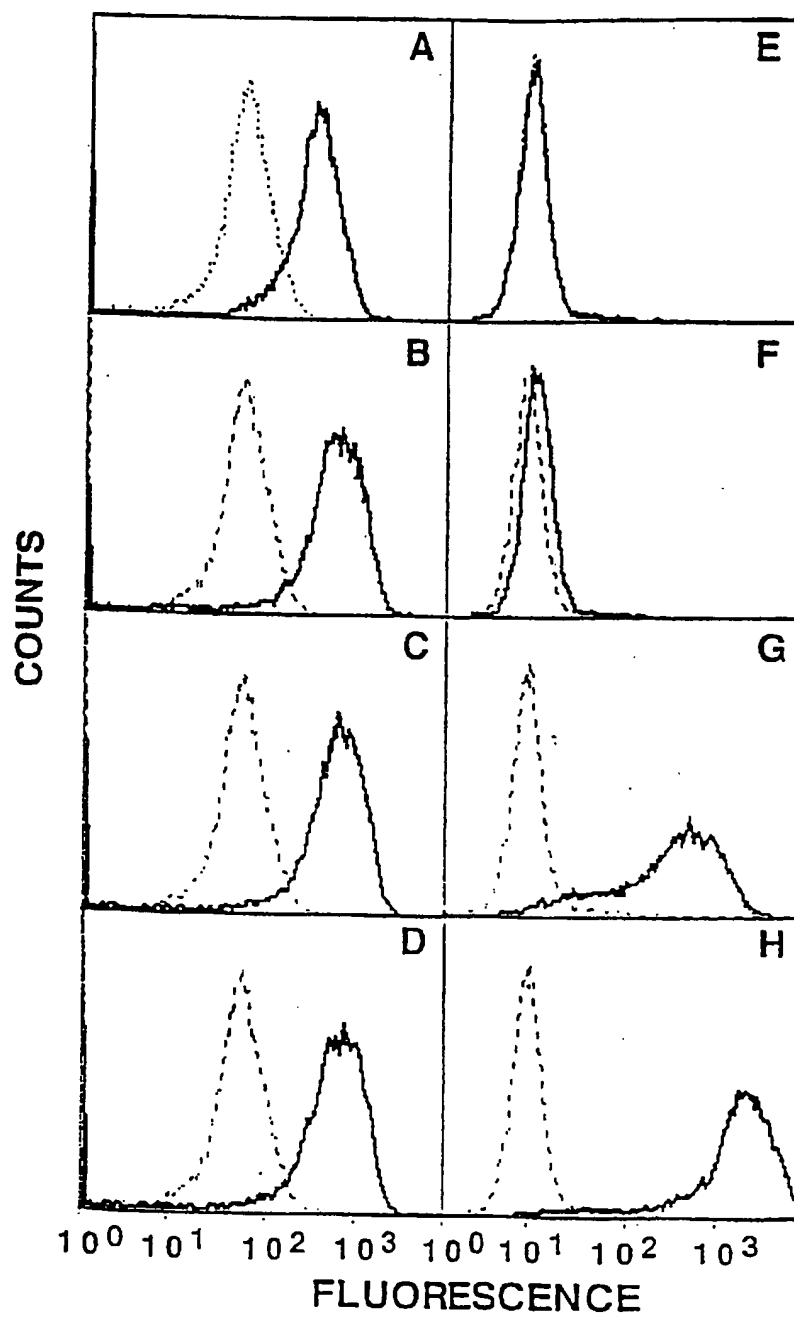 A E
B F
C G
D H
COUNTS
10⁰ 10¹ 10² 10³ 10⁰ 10¹ 10² 10³
FLUORESCENCE